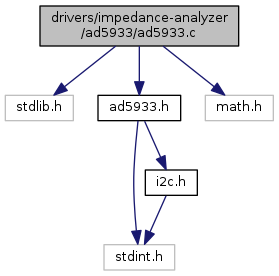 drivers/impedance-analyzer
/ad5933/ad5933.c
stdlib.h
ad5933.h
math.h
i2c.h
stdint.h